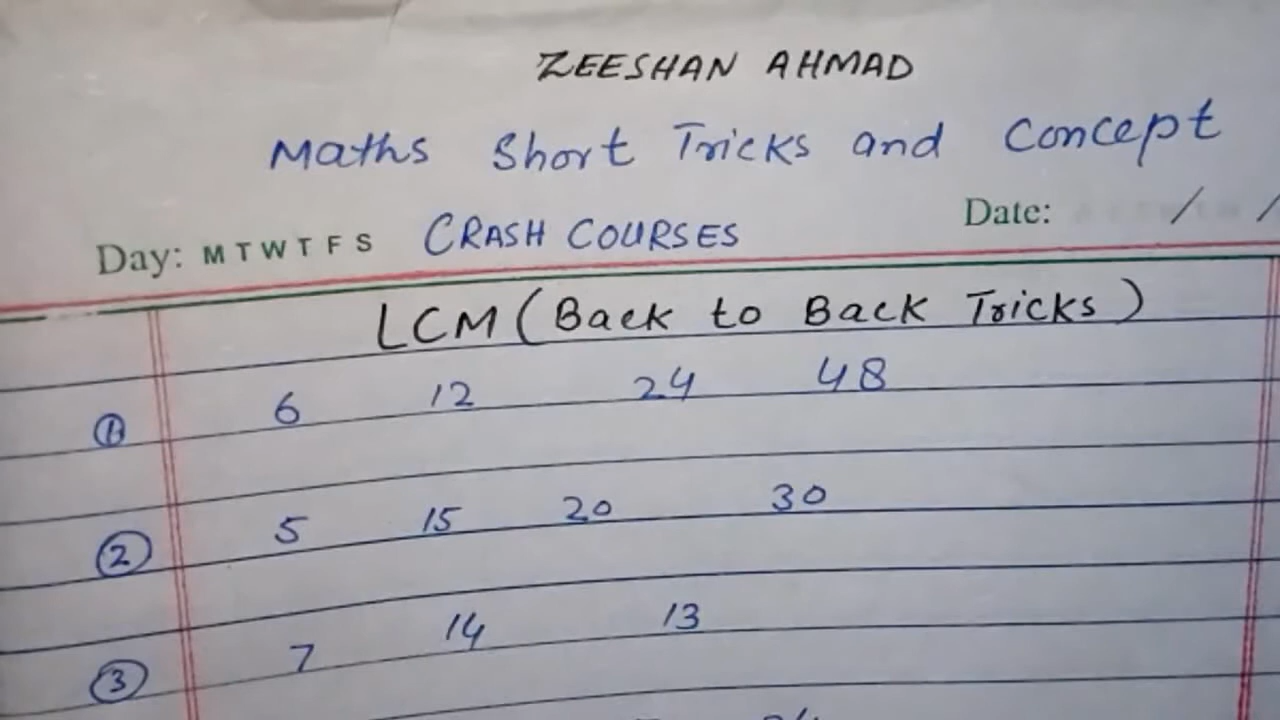 ZEESHAN AHMAD
Maths Short Tricks and Concept
Day: M T W T F S CRASH COURSES Date: / /
LCM (Back to Back Tricks)
① 6 12 24 48
② 5 15 20 30
③ 7 14 13